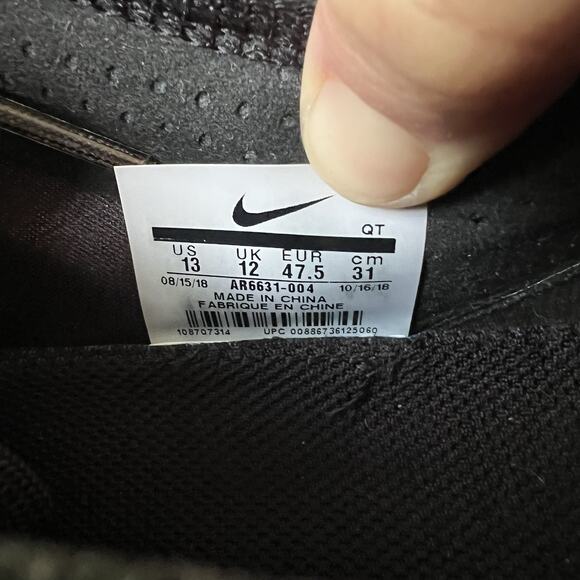 QT
US UK EUR cm
13 12 47.5 31
08/15/18 AR6631-004 10/16/18
MADE IN CHINA
FABRIQUE EN CHINE
108707314 UPC 00886736125060